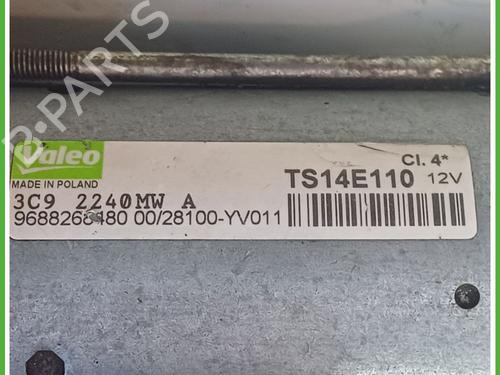 B-PARTS
Valeo
Cl. 4*
MADE IN POLAND
TS14E110 12V
3C9 2240MW A
9688268480 00/28100-YV011